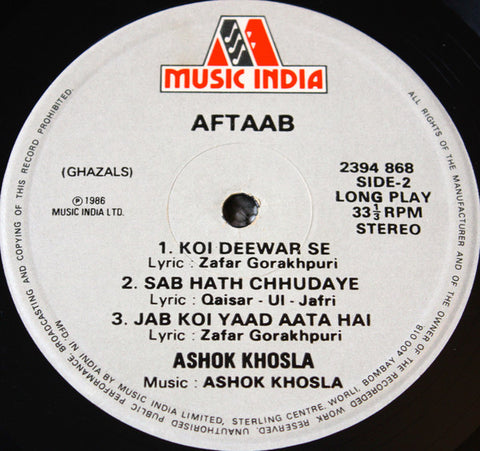 MUSIC INDIA
AFTAAB
(GHAZALS)
℗ 1986
MUSIC INDIA LTD.
2394 868
SIDE-2
LONG PLAY
33⅓ RPM
STEREO
1. KOI DEEWAR SE
Lyric : Zafar Gorakhpuri
2. SAB HATH CHHUDAYE
Lyric : Qaisar - Ul - Jafri
3. JAB KOI YAAD AATA HAI
Lyric : Zafar Gorakhpuri
ASHOK KHOSLA
Music : ASHOK KHOSLA
ALL RIGHTS OF THE MANUFACTURER AND OF THE OWNER OF THE RECORDED WORK RESERVED. UNAUTHORISED PUBLIC PERFORMANCE, BROADCASTING AND COPYING OF THIS RECORD PROHIBITED.
MFD. IN INDIA BY MUSIC INDIA LIMITED, STERLING CENTRE, WORLI, BOMBAY 400 018